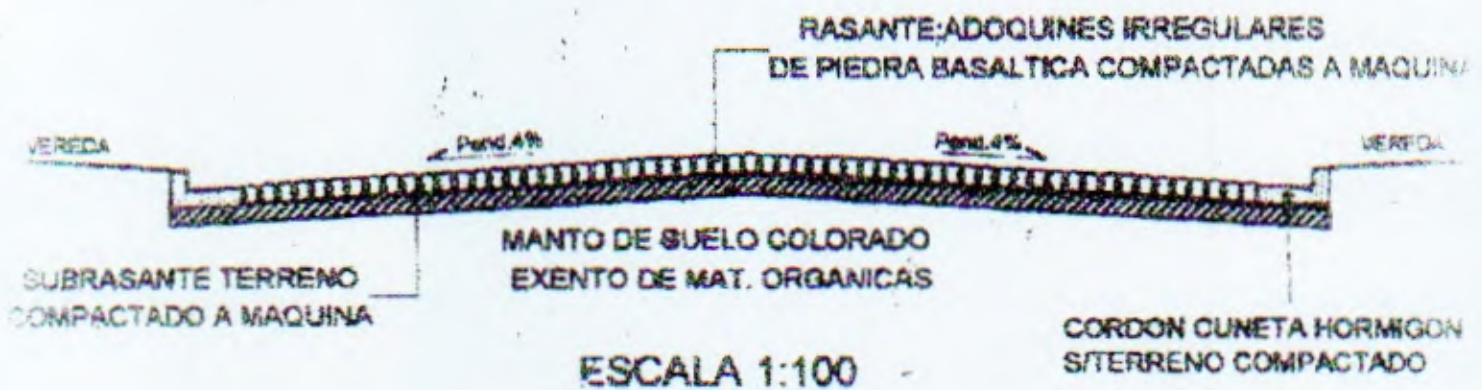 RASANTE:ADOQUINES IRREGULARES
DE PIEDRA BASALTICA COMPACTADAS A MAQUINA
VEREDA
Pend.4%
Pend.4%
VEREDA
MANTO DE SUELO COLORADO
EXENTO DE MAT. ORGANICAS
SUBRASANTE TERRENO
COMPACTADO A MAQUINA
CORDON CUNETA HORMIGON
S/TERRENO COMPACTADO
ESCALA 1:100